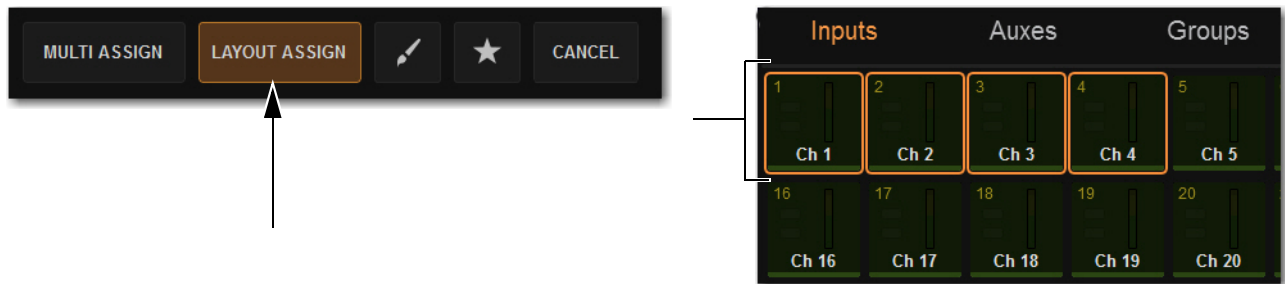 MULTI ASSIGN LAYOUT ASSIGN CANCEL
Inputs Auxes Groups
1 2 3 4 5
Ch 1 Ch 2 Ch 3 Ch 4 Ch 5
16 17 18 19 20
Ch 16 Ch 17 Ch 18 Ch 19 Ch 20